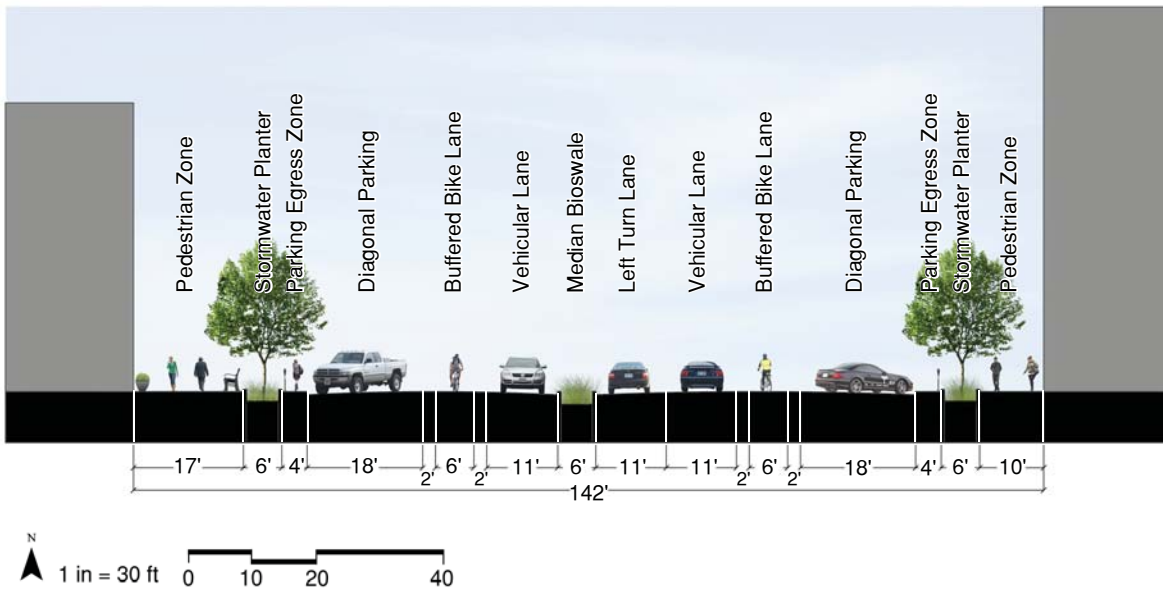 Pedestrian Zone
Stormwater Planter
Parking Egress Zone
Diagonal Parking
Buffered Bike Lane
Vehicular Lane
Median Bioswale
Left Turn Lane
Vehicular Lane
Buffered Bike Lane
Diagonal Parking
Parking Egress Zone
Stormwater Planter
Pedestrian Zone
17' 6' 4' 18' 2' 6' 2' 11' 6' 11' 11' 2' 6' 2' 18' 4' 6' 10'
142'
N
1 in = 30 ft 0 10 20 40